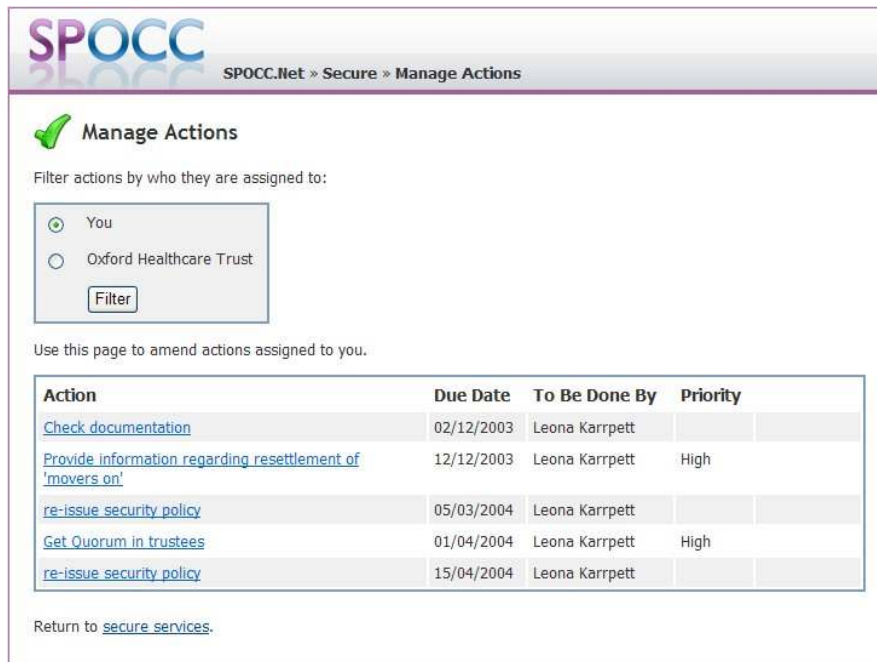 SPOCC
SPOCC.Net » Secure » Manage Actions
Manage Actions
Filter actions by who they are assigned to:
You
Oxford Healthcare Trust
Filter
Use this page to amend actions assigned to you.
Action Due Date To Be Done By Priority
Check documentation 02/12/2003 Leona Karrpett
Provide information regarding resettlement of 12/12/2003 Leona Karrpett High
'movers on'
re-issue security policy 05/03/2004 Leona Karrpett
Get Quorum in trustees 01/04/2004 Leona Karrpett High
re-issue security policy 15/04/2004 Leona Karrpett
Return to secure services.